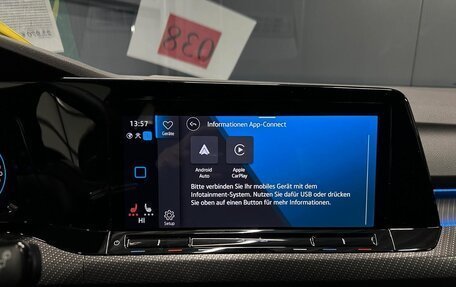 038
13:57
Informationen App-Connect
Geräte
Android
Auto
Apple
CarPlay
Bitte verbinden Sie Ihr mobiles Gerät mit dem
Infotainment-System. Nutzen Sie dafür USB oder drücken
Sie oben auf einen Button für mehr Informationen.
HI
Setup